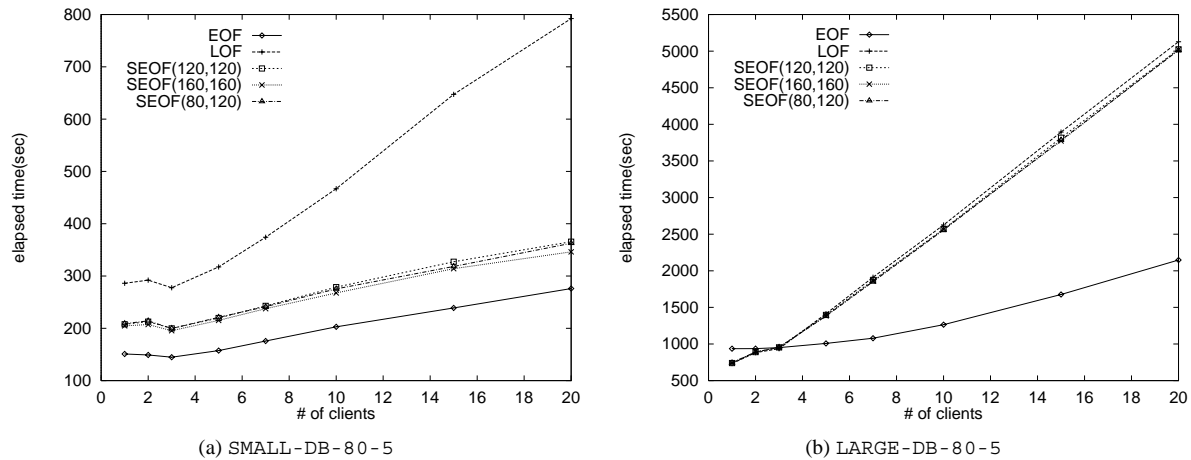 800
700
600
500
400
300
200
100
elapsed time(sec)
EOF
LOF
SEOF(120,120)
SEOF(160,160)
SEOF(80,120)
0 2 4 6 8 10 12 14 16 18 20
# of clients
(a) SMALL-DB-80-5
5500
5000
4500
4000
3500
3000
2500
2000
1500
1000
500
elapsed time(sec)
EOF
LOF
SEOF(120,120)
SEOF(160,160)
SEOF(80,120)
0 2 4 6 8 10 12 14 16 18 20
# of clients
(b) LARGE-DB-80-5